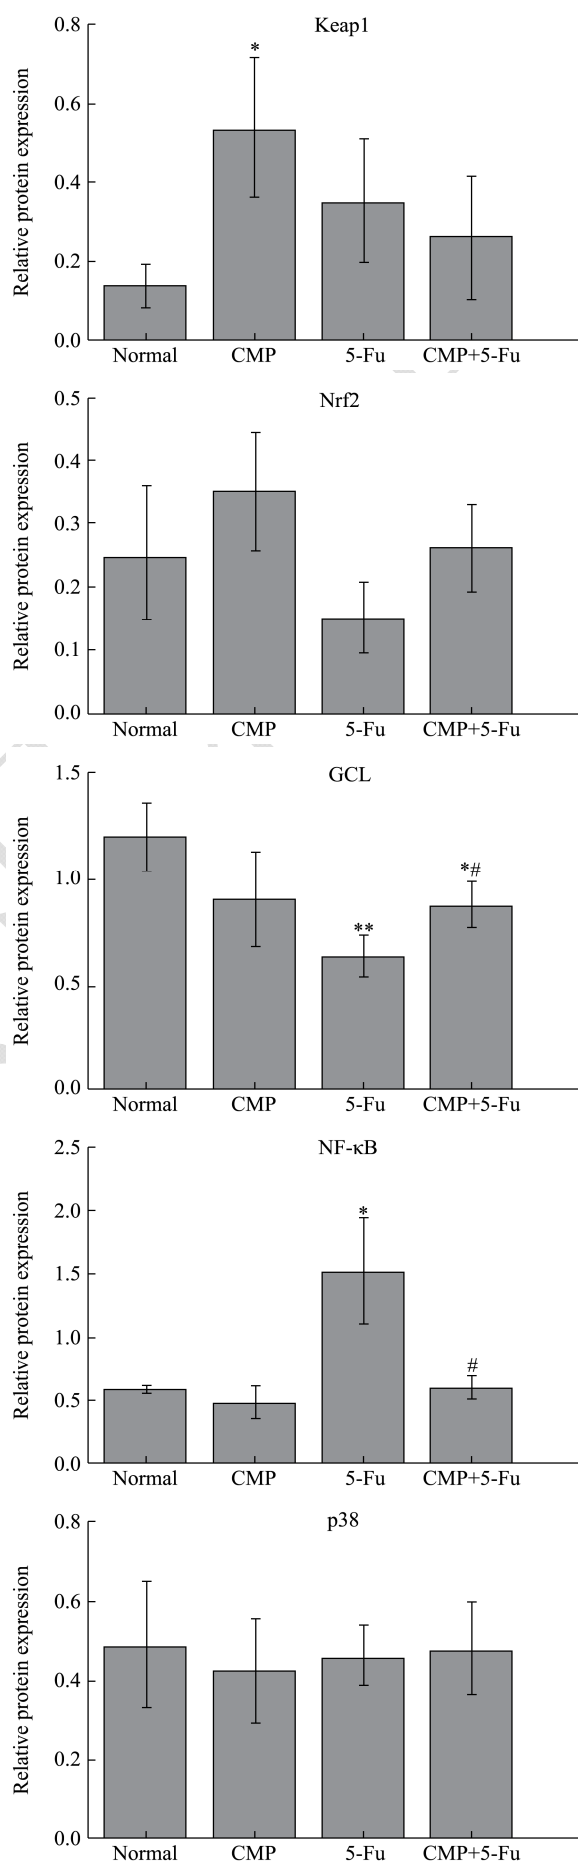 Keap1
Relative protein expression
0.8
0.6
0.4
0.2
0.0
*
Normal CMP 5-Fu CMP+5-Fu
Nrf2
Relative protein expression
0.5
0.4
0.3
0.2
0.1
0.0
Normal CMP 5-Fu CMP+5-Fu
GCL
Relative protein expression
1.5
1.0
0.5
0.0
**
*#
Normal CMP 5-Fu CMP+5-Fu
NF-κB
Relative protein expression
2.5
2.0
1.5
1.0
0.5
0.0
*
#
Normal CMP 5-Fu CMP+5-Fu
p38
Relative protein expression
0.8
0.6
0.4
0.2
0.0
Normal CMP 5-Fu CMP+5-Fu